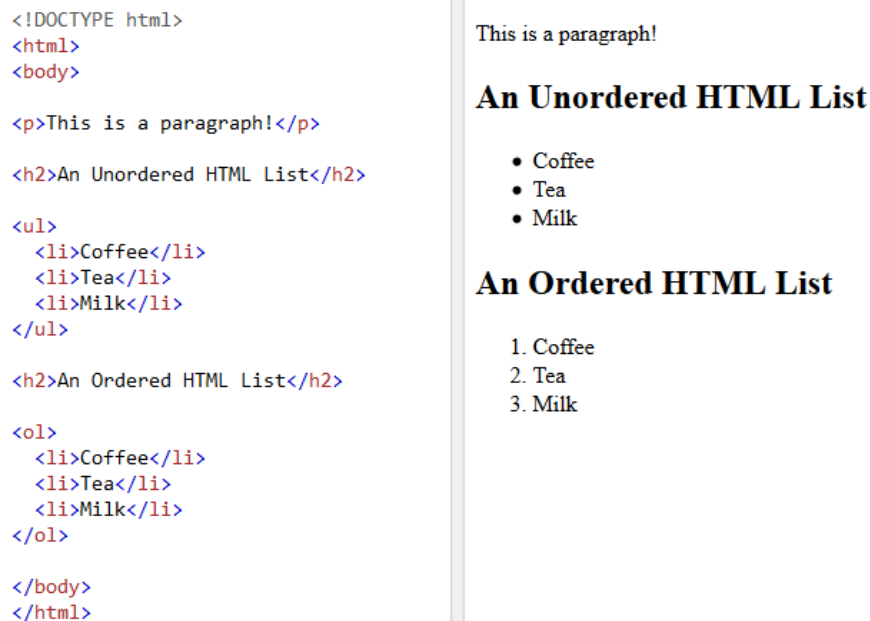 <!DOCTYPE html>
<html>
<body>
<p>This is a paragraph!</p>
<h2>An Unordered HTML List</h2>
<ul>
  <li>Coffee</li>
  <li>Tea</li>
  <li>Milk</li>
</ul>
<h2>An Ordered HTML List</h2>
<ol>
  <li>Coffee</li>
  <li>Tea</li>
  <li>Milk</li>
</ol>
</body>
</html>
This is a paragraph!
An Unordered HTML List
• Coffee
• Tea
• Milk
An Ordered HTML List
1. Coffee
2. Tea
3. Milk